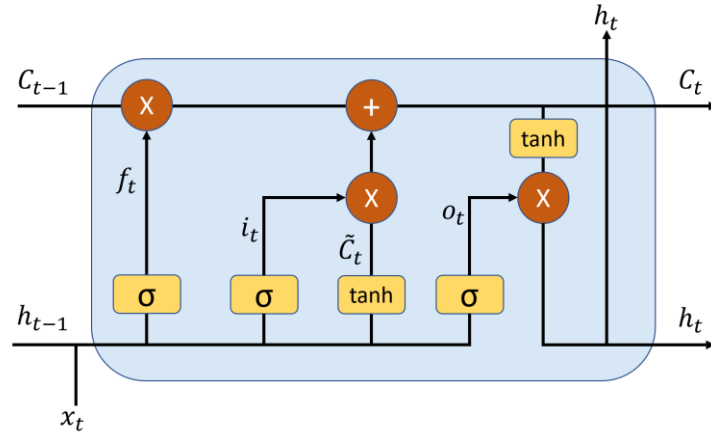 h_t
C_{t-1}
X
+
C_t
tanh
f_t
X
X
i_t
o_t
C̃_t
σ
σ
tanh
σ
h_{t-1}
h_t
x_t